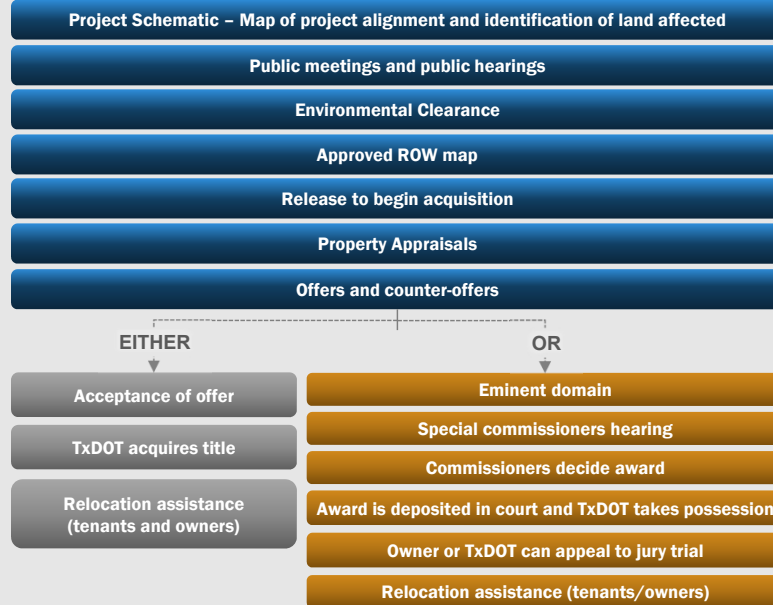 Project Schematic – Map of project alignment and identification of land affected
Public meetings and public hearings
Environmental Clearance
Approved ROW map
Release to begin acquisition
Property Appraisals
Offers and counter-offers
EITHER
Acceptance of offer
TxDOT acquires title
Relocation assistance
(tenants and owners)
OR
Eminent domain
Special commissioners hearing
Commissioners decide award
Award is deposited in court and TxDOT takes possession
Owner or TxDOT can appeal to jury trial
Relocation assistance (tenants/owners)